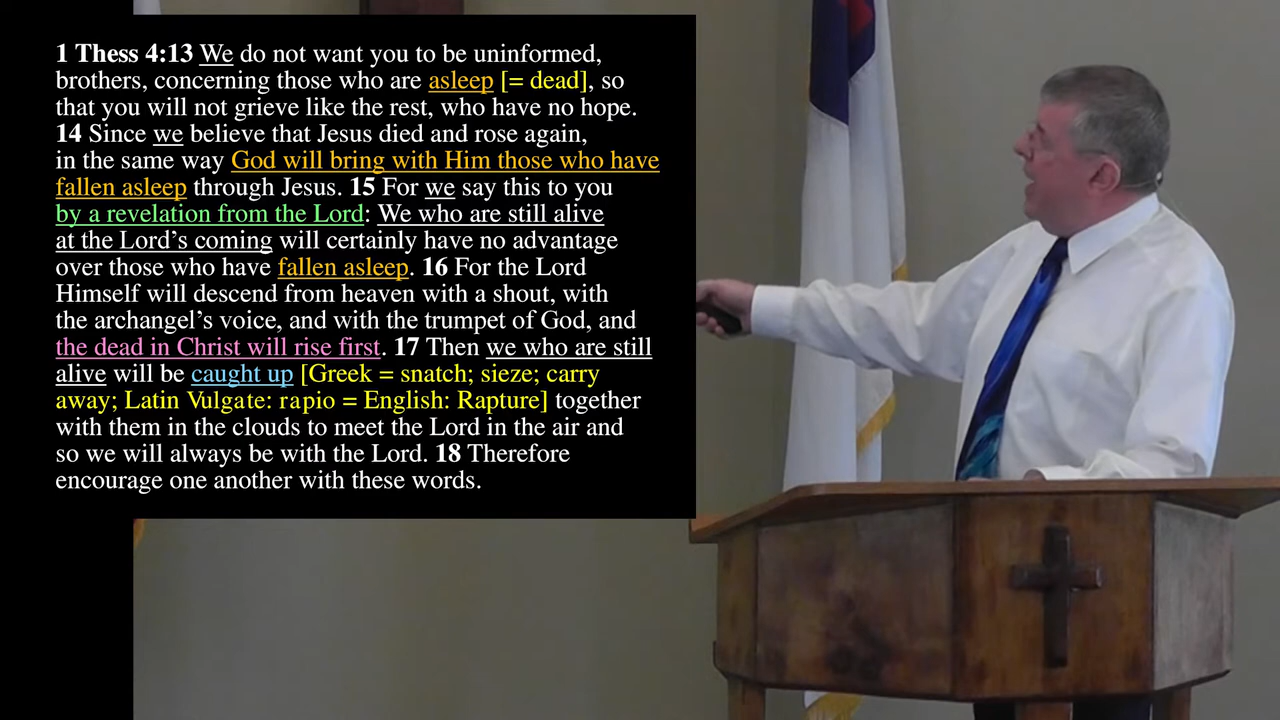 1 Thess 4:13 We do not want you to be uninformed,
brothers, concerning those who are asleep [= dead], so
that you will not grieve like the rest, who have no hope.
14 Since we believe that Jesus died and rose again,
in the same way God will bring with Him those who have
fallen asleep through Jesus. 15 For we say this to you
by a revelation from the Lord: We who are still alive
at the Lord’s coming will certainly have no advantage
over those who have fallen asleep. 16 For the Lord
Himself will descend from heaven with a shout, with
the archangel’s voice, and with the trumpet of God, and
the dead in Christ will rise first. 17 Then we who are still
alive will be caught up [Greek = snatch; sieze; carry
away; Latin Vulgate: rapio = English: Rapture] together
with them in the clouds to meet the Lord in the air and
so we will always be with the Lord. 18 Therefore
encourage one another with these words.